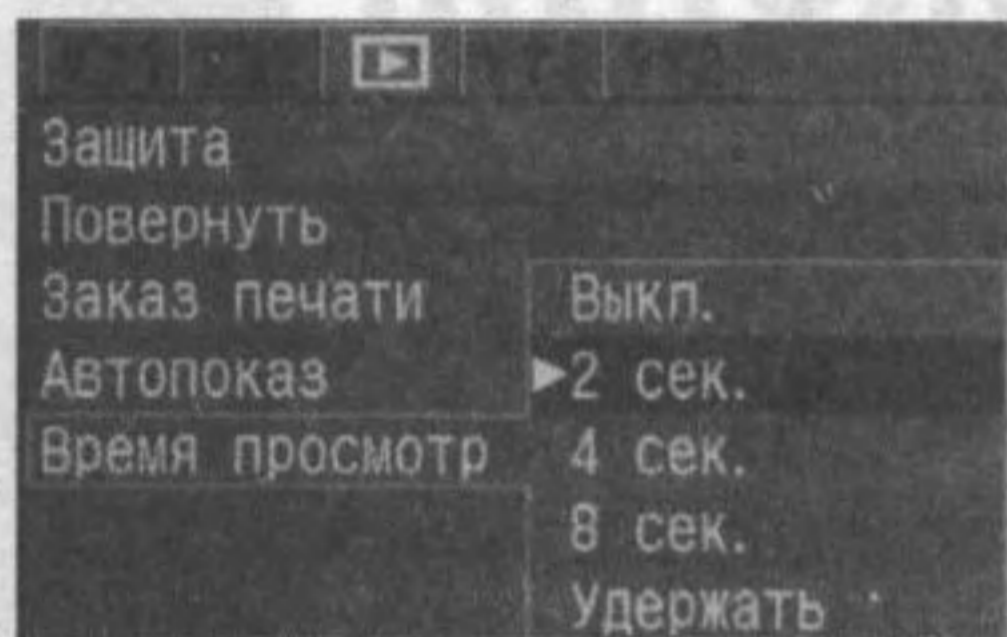 Защита
Повернуть
Заказ печати
Автопоказ
Время просмотр
Выкл.
2 сек.
4 сек.
8 сек.
Удержать